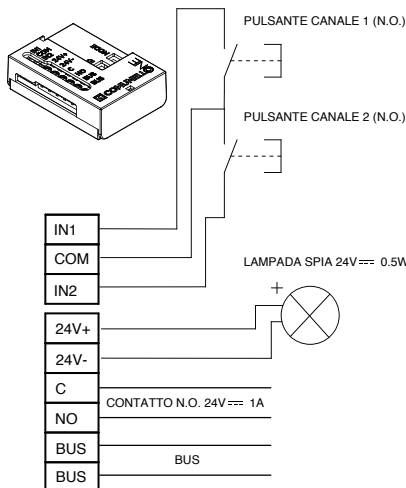 PULSANTE CANALE 1 (N.O.)
PULSANTE CANALE 2 (N.O.)
IN1
COM
IN2
LAMPADA SPIA 24V⎓ 0.5W
+
24V+
24V-
C
NO
CONTATTO N.O. 24V⎓ 1A
BUS
BUS
BUS
COMUNELLO